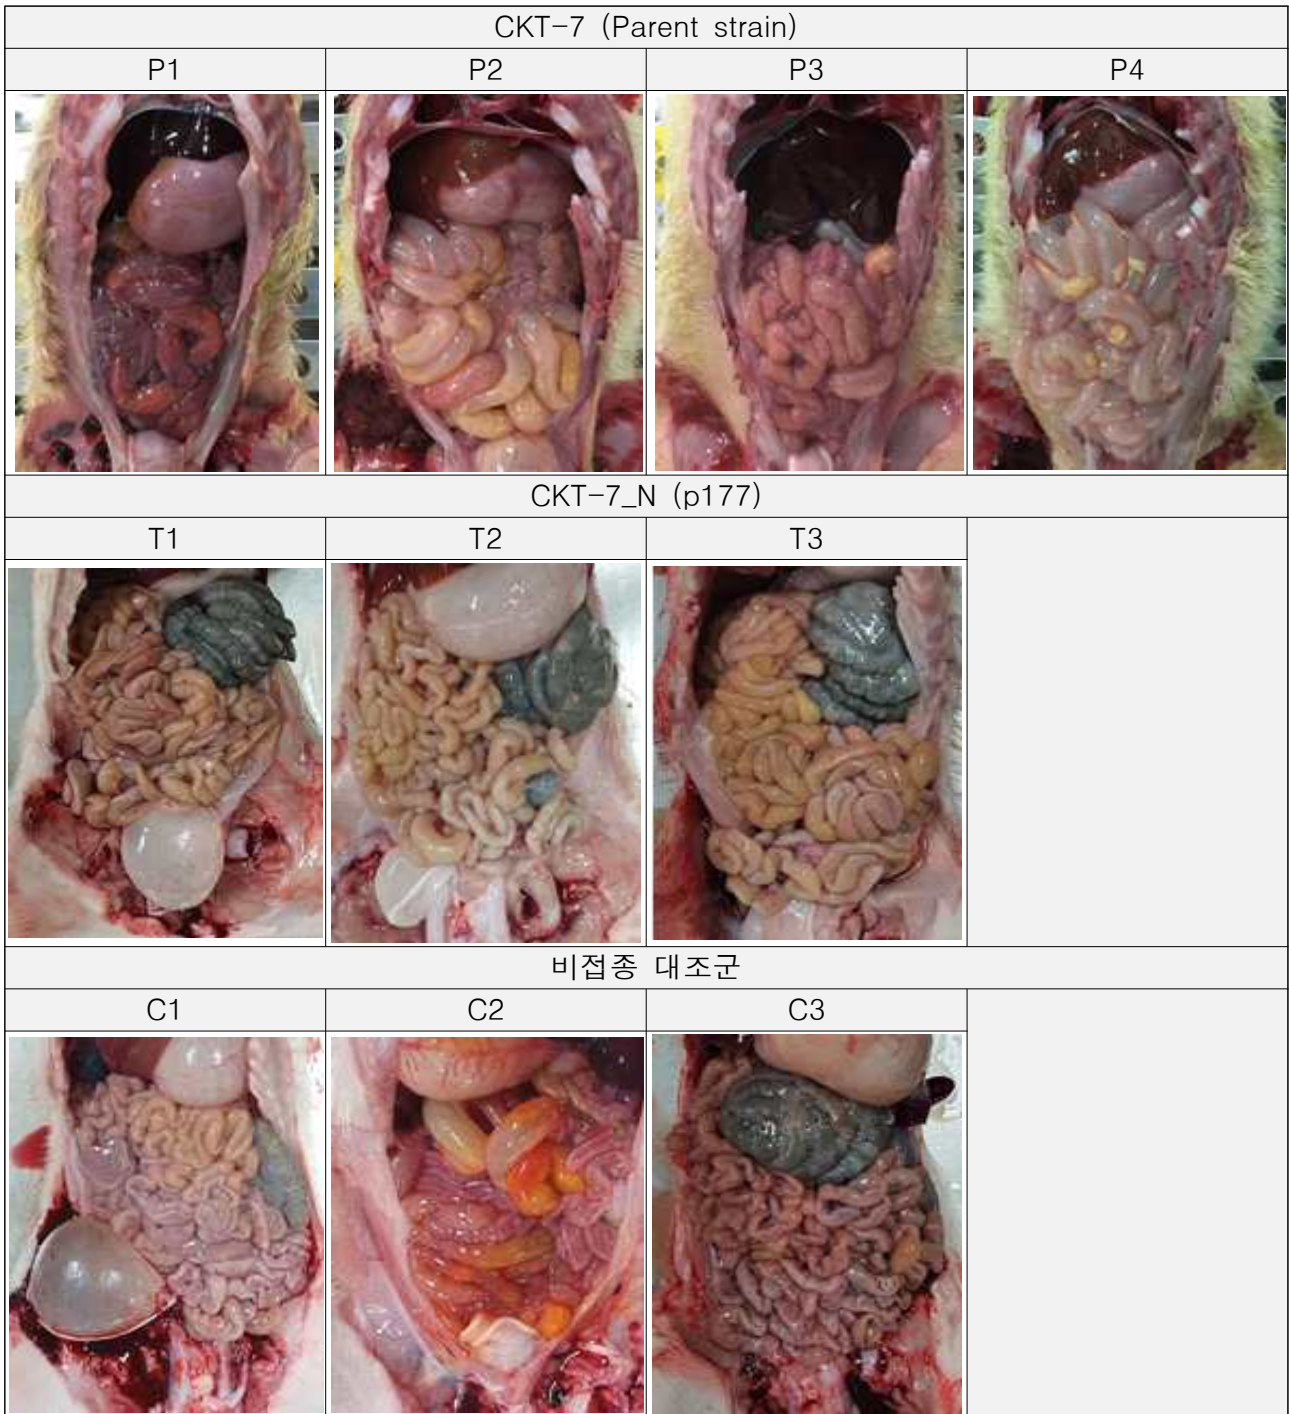 CKT-7 (Parent strain)
P1 P2 P3 P4
CKT-7_N (p177)
T1 T2 T3
비접종 대조군
C1 C2 C3